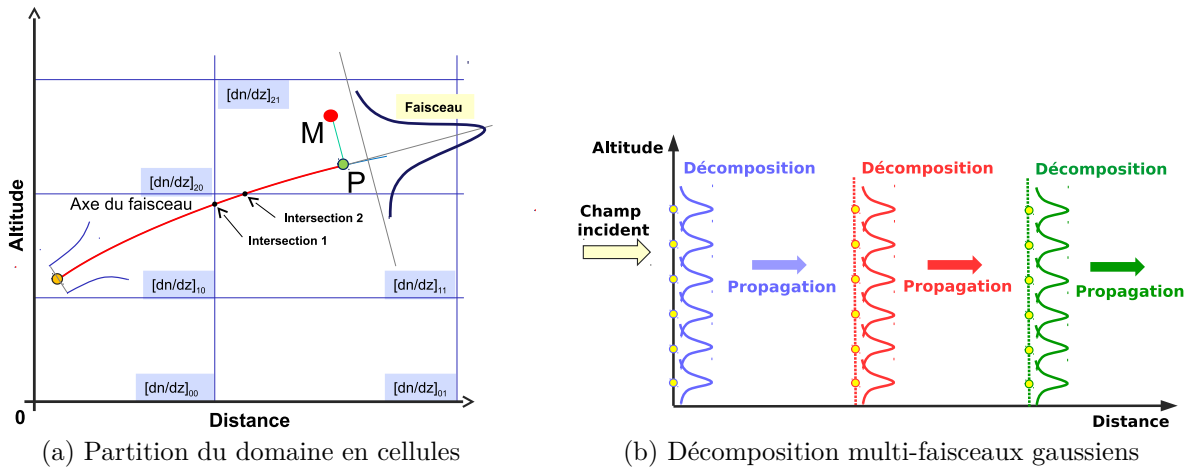 Altitude
[dn/dz]21
Faisceau
M
P
[dn/dz]20
Axe du faisceau
Intersection 2
Intersection 1
[dn/dz]10
[dn/dz]11
[dn/dz]00
[dn/dz]01
0
Distance
(a) Partition du domaine en cellules
Altitude
Décomposition
Décomposition
Décomposition
Champ
incident
Propagation
Propagation
Propagation
Distance
(b) Décomposition multi-faisceaux gaussiens